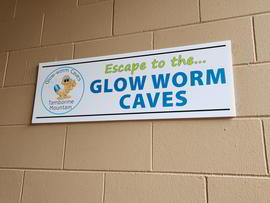 Glow-worm Caves
Tamborine
Mountain
Escape to the...
GLOW WORM
CAVES